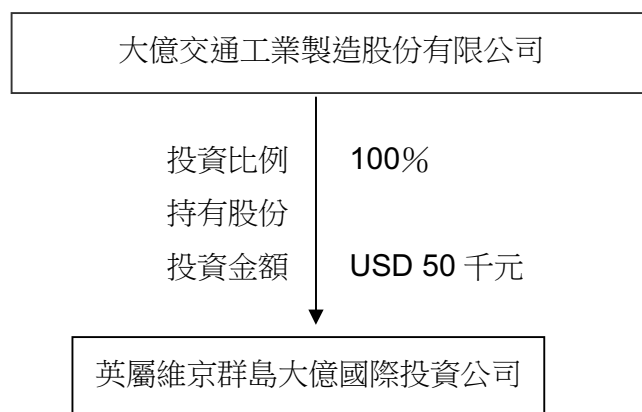 大億交通工業製造股份有限公司
投資比例 100%
持有股份
投資金額 USD 50 千元
英屬維京群島大億國際投資公司